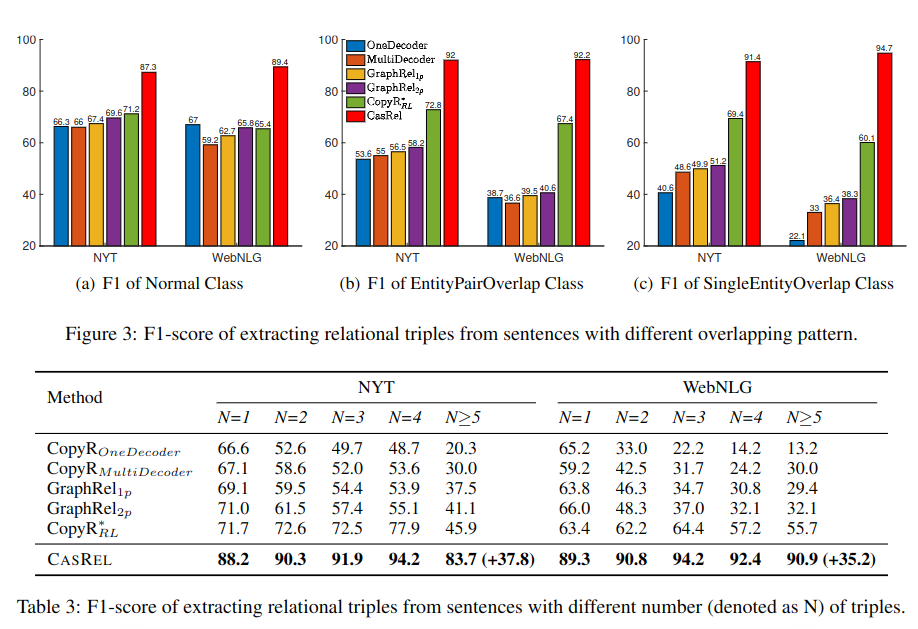 100
80
60
40
20
66.3 66 67.4 69.6 71.2 87.3
67 59.2 62.7 65.8 65.4 89.4
NYT WebNLG
(a) F1 of Normal Class
100
80
60
40
20
OneDecoder
MultiDecoder
GraphRel1p
GraphRel2p
CopyR*RL
CasRel
53.6 55 56.5 58.2 72.8 92
38.7 36.6 39.5 40.6 67.4 92.2
NYT WebNLG
(b) F1 of EntityPairOverlap Class
100
80
60
40
20
40.6 48.6 49.9 51.2 69.4 91.4
22.1 33 36.4 38.3 60.1 94.7
NYT WebNLG
(c) F1 of SingleEntityOverlap Class
Figure 3: F1-score of extracting relational triples from sentences with different overlapping pattern.
Method NYT WebNLG
N=1 N=2 N=3 N=4 N≥5 N=1 N=2 N=3 N=4 N≥5
CopyROneDecoder 66.6 52.6 49.7 48.7 20.3 65.2 33.0 22.2 14.2 13.2
CopyRMultiDecoder 67.1 58.6 52.0 53.6 30.0 59.2 42.5 31.7 24.2 30.0
GraphRel1p 69.1 59.5 54.4 53.9 37.5 63.8 46.3 34.7 30.8 29.4
GraphRel2p 71.0 61.5 57.4 55.1 41.1 66.0 48.3 37.0 32.1 32.1
CopyR*RL 71.7 72.6 72.5 77.9 45.9 63.4 62.2 64.4 57.2 55.7
CASREL 88.2 90.3 91.9 94.2 83.7 (+37.8) 89.3 90.8 94.2 92.4 90.9 (+35.2)
Table 3: F1-score of extracting relational triples from sentences with different number (denoted as N) of triples.